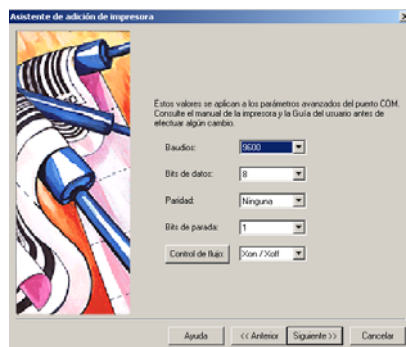 Asistente de adición de impresora
Estos valores se aplican a los parámetros avanzados del puerto COM.
Consulte el manual de la impresora y la Guía del usuario antes de
efectuar algún cambio.
Baudios: 9600
Bits de datos: 8
Paridad: Ninguna
Bits de parada: 1
Control de flujo: Xon / Xoff
Ayuda << Anterior Siguiente >> Cancelar